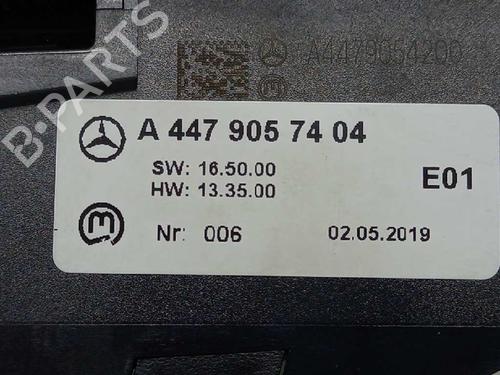 B-PARTS
A4479054200
A 447 905 74 04
SW: 16.50.00
HW: 13.35.00
E01
Nr: 006
02.05.2019